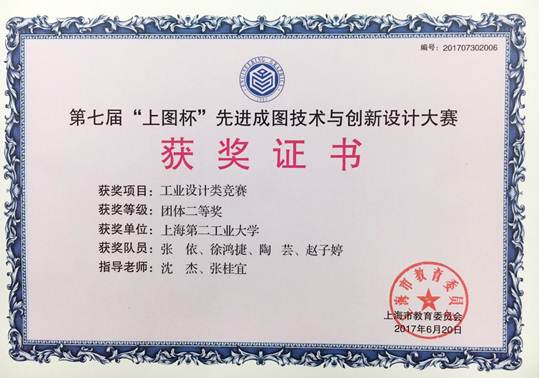 编号：201707302006
第七届“上图杯”先进成图技术与创新设计大赛
获奖证书
获奖项目：工业设计类竞赛
获奖等级：团体二等奖
获奖单位：上海第二工业大学
获奖队员：张　依、徐鸿捷、陶　芸、赵子婷
指导老师：沈　杰、张桂宜
上海市教育委员会
上海市教育委员会
2017年6月20日